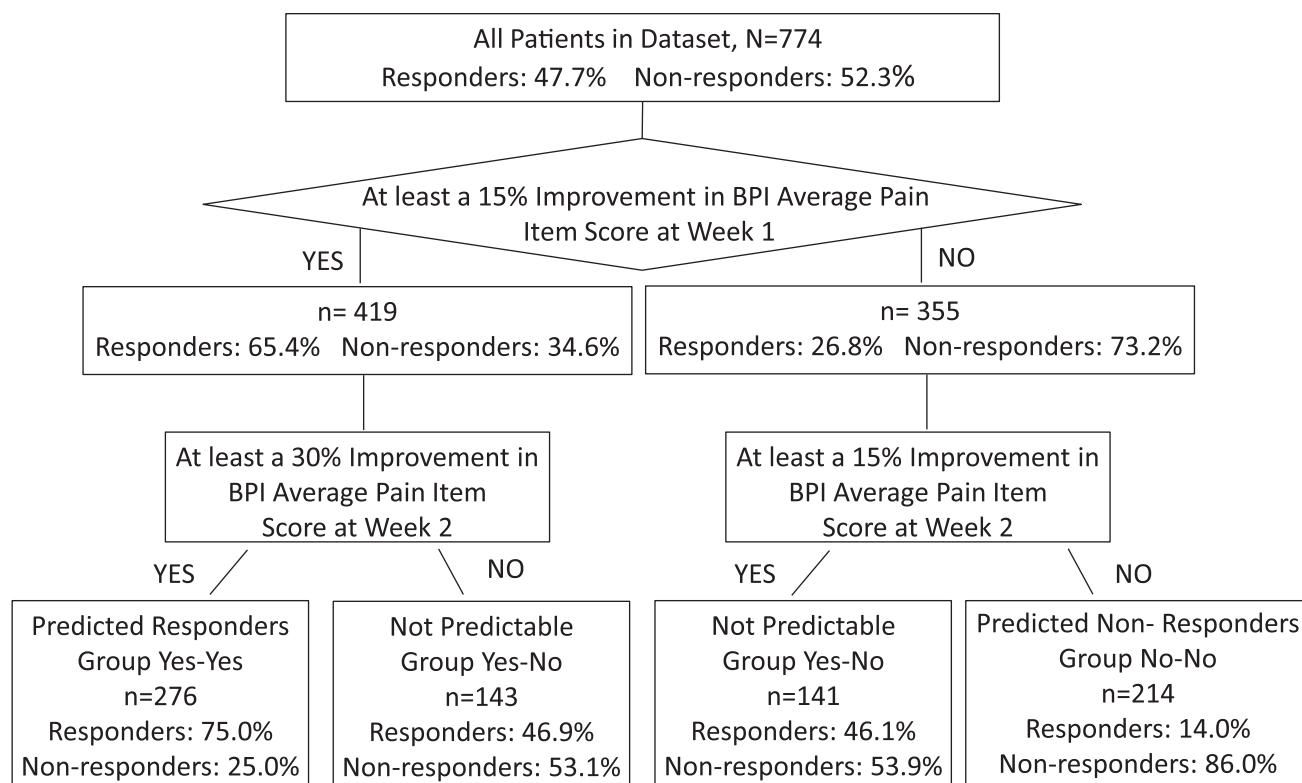 All Patients in Dataset, N=774
Responders: 47.7% Non-responders: 52.3%
At least a 15% Improvement in BPI Average Pain
Item Score at Week 1
YES
NO
n= 419
Responders: 65.4% Non-responders: 34.6%
n= 355
Responders: 26.8% Non-responders: 73.2%
At least a 30% Improvement in
BPI Average Pain Item
Score at Week 2
At least a 15% Improvement in
BPI Average Pain Item
Score at Week 2
YES
NO
YES
NO
Predicted Responders
Group Yes-Yes
n=276
Responders: 75.0%
Non-responders: 25.0%
Not Predictable
Group Yes-No
n=143
Responders: 46.9%
Non-responders: 53.1%
Not Predictable
Group Yes-No
n=141
Responders: 46.1%
Non-responders: 53.9%
Predicted Non- Responders
Group No-No
n=214
Responders: 14.0%
Non-responders: 86.0%